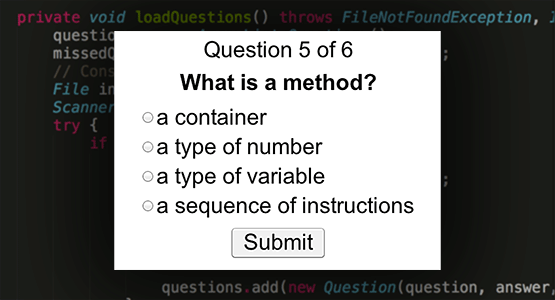 private void loadQuestions() throws FileNotFoundException,
Question 5 of 6
What is a method?
a container
a type of number
a type of variable
a sequence of instructions
Submit
missedQ ;
// Cons
File in
Scanner
try {
if
;
questions.add(new Question(question, answer,